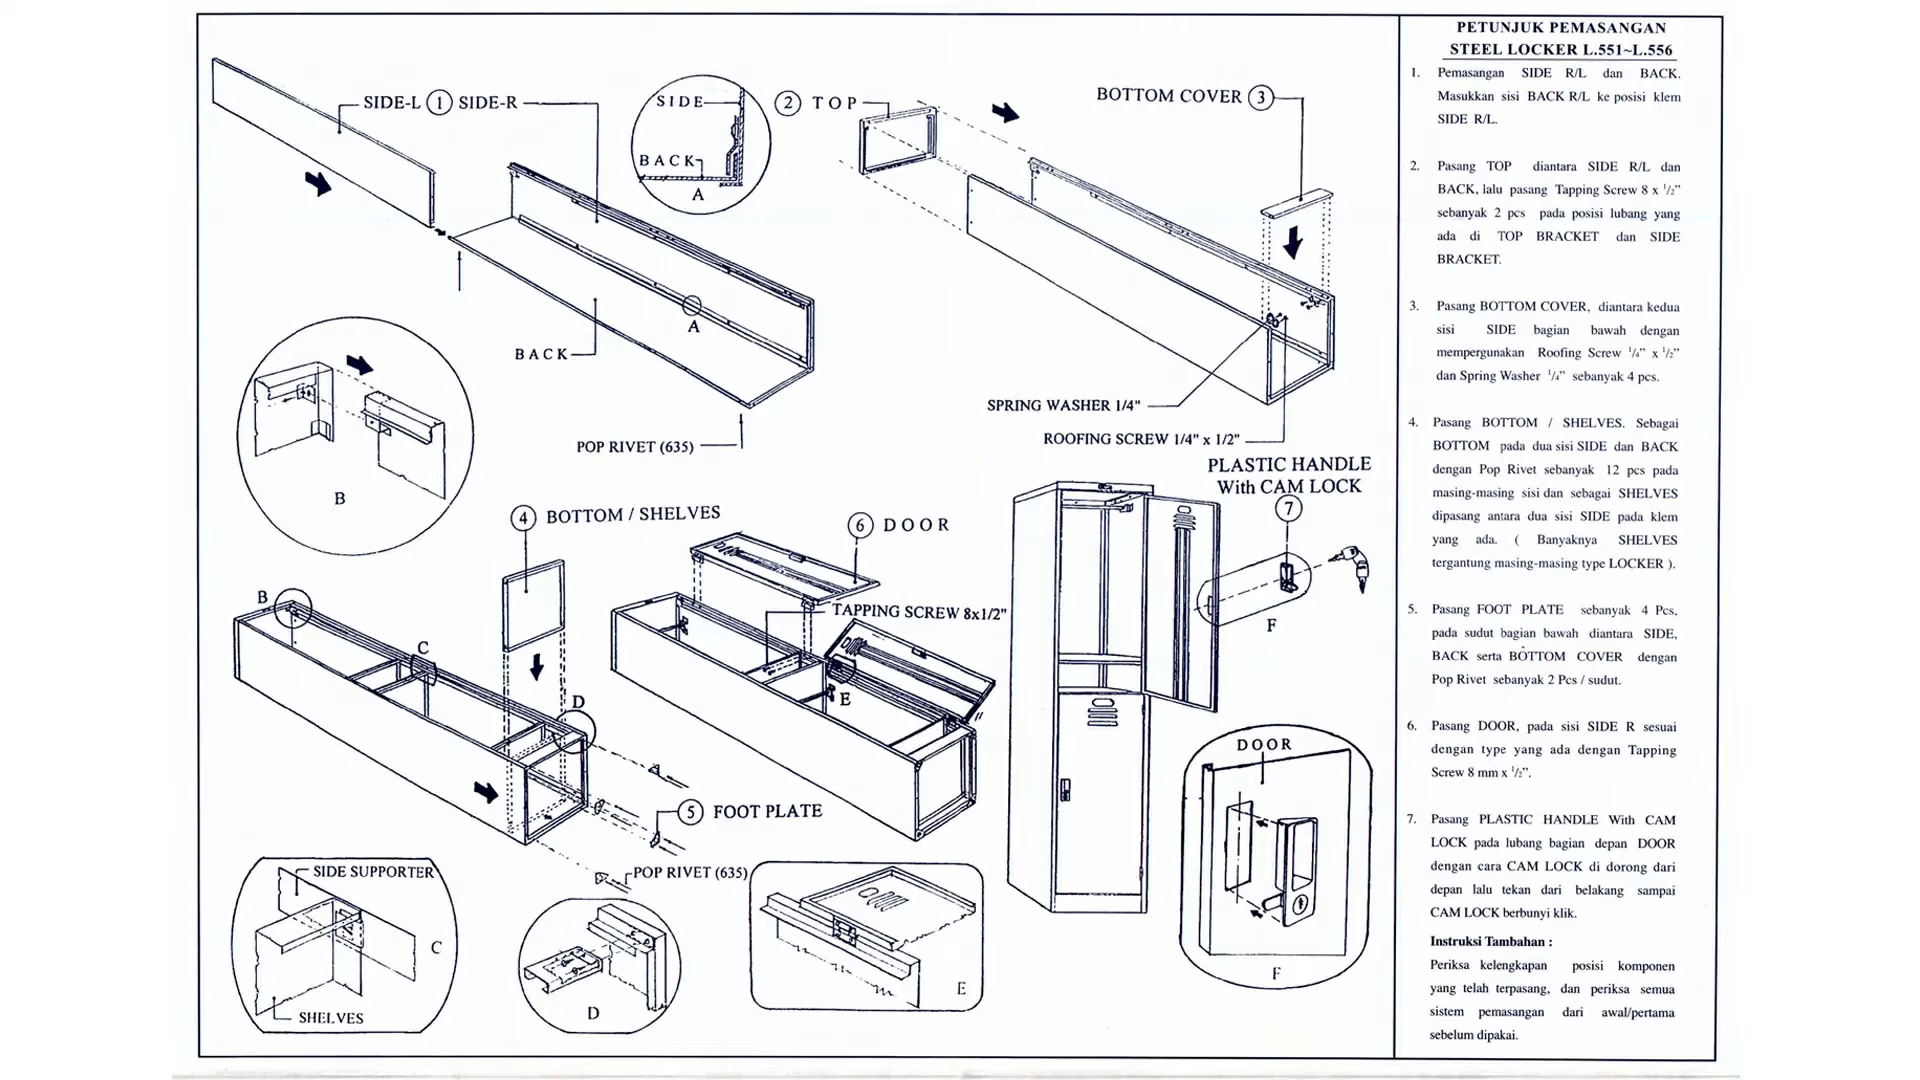 SIDE-L 1 SIDE-R
SIDE
BACK
A
2 TOP
BOTTOM COVER 3
A
BACK
POP RIVET (635)
SPRING WASHER 1/4"
ROOFING SCREW 1/4" x 1/2"
B
4 BOTTOM / SHELVES
6 DOOR
PLASTIC HANDLE
With CAM LOCK
7
B
C
D
TAPPING SCREW 8x1/2"
E
F
5 FOOT PLATE
POP RIVET (635)
DOOR
F
SIDE SUPPORTER
C
SHELVES
D
E
PETUNJUK PEMASANGAN
STEEL LOCKER L.551~L.556
1. Pemasangan SIDE R/L dan BACK.
Masukkan sisi BACK R/L ke posisi klem
SIDE R/L.
2. Pasang TOP diantara SIDE R/L dan
BACK, lalu pasang Tapping Screw 8 x 1/2"
sebanyak 2 pcs pada posisi lubang yang
ada di TOP BRACKET dan SIDE
BRACKET.
3. Pasang BOTTOM COVER, diantara kedua
sisi SIDE bagian bawah dengan
mempergunakan Roofing Screw 1/4" x 1/2"
dan Spring Washer 1/4" sebanyak 4 pcs.
4. Pasang BOTTOM / SHELVES. Sebagai
BOTTOM pada dua sisi SIDE dan BACK
dengan Pop Rivet sebanyak 12 pcs pada
masing-masing sisi dan sebagai SHELVES
dipasang antara dua sisi SIDE pada klem
yang ada. ( Banyaknya SHELVES
tergantung masing-masing type LOCKER ).
5. Pasang FOOT PLATE sebanyak 4 Pcs,
pada sudut bagian bawah diantara SIDE,
BACK serta BOTTOM COVER dengan
Pop Rivet sebanyak 2 Pcs / sudut.
6. Pasang DOOR, pada sisi SIDE R sesuai
dengan type yang ada dengan Tapping
Screw 8 mm x 1/2".
7. Pasang PLASTIC HANDLE With CAM
LOCK pada lubang bagian depan DOOR
dengan cara CAM LOCK di dorong dari
depan lalu tekan dari belakang sampai
CAM LOCK berbunyi klik.
Instruksi Tambahan :
Periksa kelengkapan posisi komponen
yang telah terpasang, dan periksa semua
sistem pemasangan dari awal/pertama
sebelum dipakai.